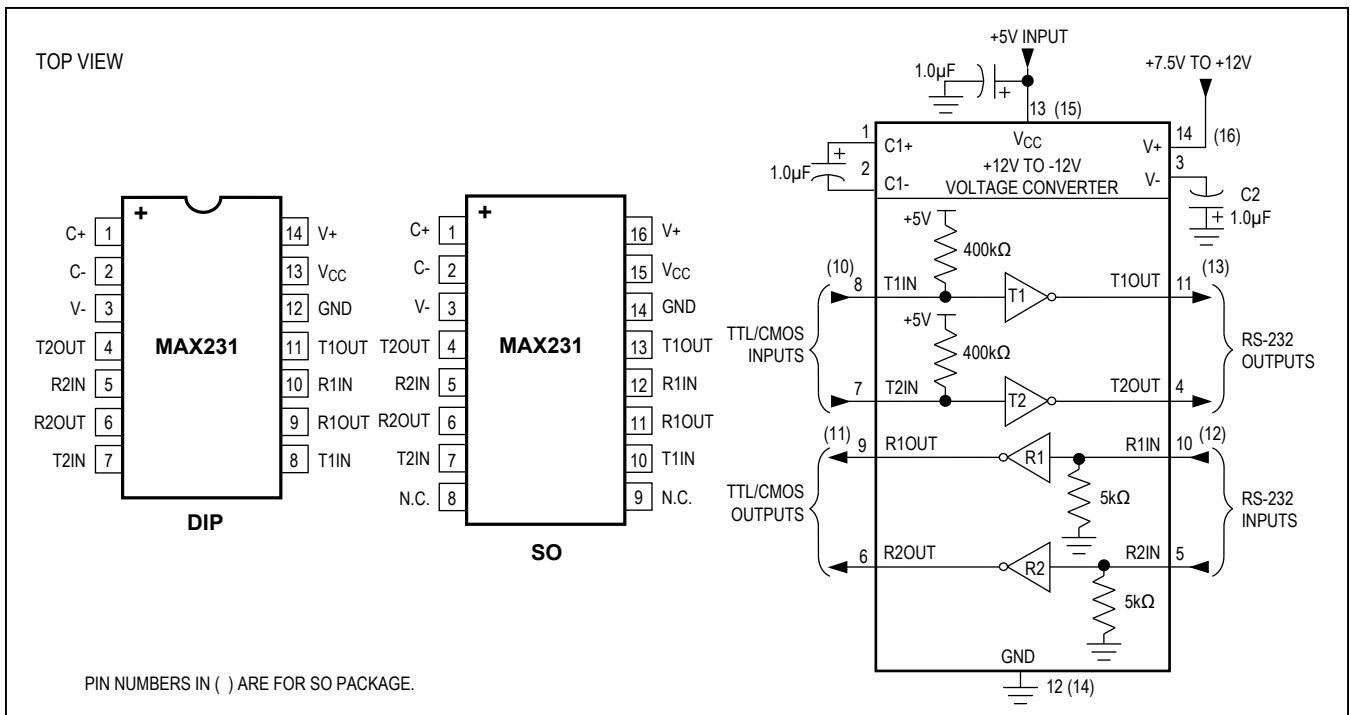 TOP VIEW
MAX231
DIP
+
C+ 1
C- 2
V- 3
T2OUT 4
R2IN 5
R2OUT 6
T2IN 7
14 V+
13 VCC
12 GND
11 T1OUT
10 R1IN
9 R1OUT
8 T1IN
MAX231
SO
+
C+ 1
C- 2
V- 3
T2OUT 4
R2IN 5
R2OUT 6
T2IN 7
N.C. 8
16 V+
15 VCC
14 GND
13 T1OUT
12 R1IN
11 R1OUT
10 T1IN
9 N.C.
+5V INPUT
1.0µF
+
13 (15)
+7.5V TO +12V
1
C1+
+
1.0µF
2
C1-
VCC
+12V TO -12V
VOLTAGE CONVERTER
V+
14 (16)
V-
3
C2
+ 1.0µF
+5V
400kΩ
(10)
8 T1IN
T1
T1OUT 11
(13)
TTL/CMOS
INPUTS
+5V
400kΩ
RS-232
OUTPUTS
7 T2IN
T2
T2OUT 4
(11)
9 R1OUT
R1
R1IN 10 (12)
TTL/CMOS
OUTPUTS
5kΩ
RS-232
INPUTS
6 R2OUT
R2
R2IN 5
5kΩ
GND
12 (14)
PIN NUMBERS IN ( ) ARE FOR SO PACKAGE.